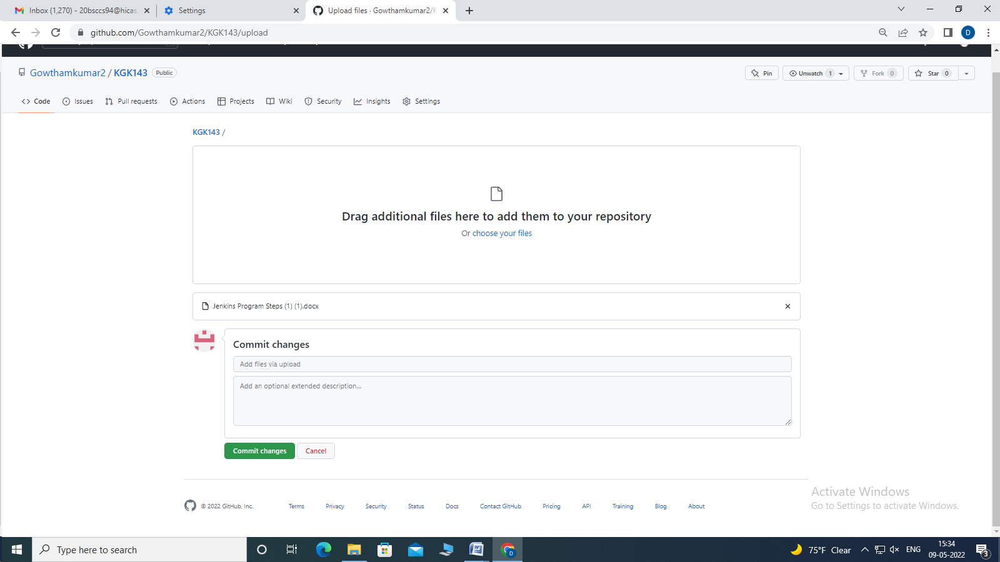 Inbox (1,270) - 20bsccs94@hicas.
Settings
Upload files · Gowthamkumar2/K
github.com/Gowthamkumar2/KGK143/upload
D
Gowthamkumar2 / KGK143 Public
Pin
Unwatch 1
Fork 0
Star 0
Code
Issues
Pull requests
Actions
Projects
Wiki
Security
Insights
Settings
KGK143 /
Drag additional files here to add them to your repository
Or choose your files
Jenkins Program Steps (1) (1).docx
Commit changes
Add files via upload
Add an optional extended description...
Commit changes
Cancel
© 2022 GitHub, Inc.
Terms
Privacy
Security
Status
Docs
Contact GitHub
Pricing
API
Training
Blog
About
Activate Windows
Go to Settings to activate Windows.
Type here to search
D
75°F Clear
ENG
15:34
09-05-2022
3